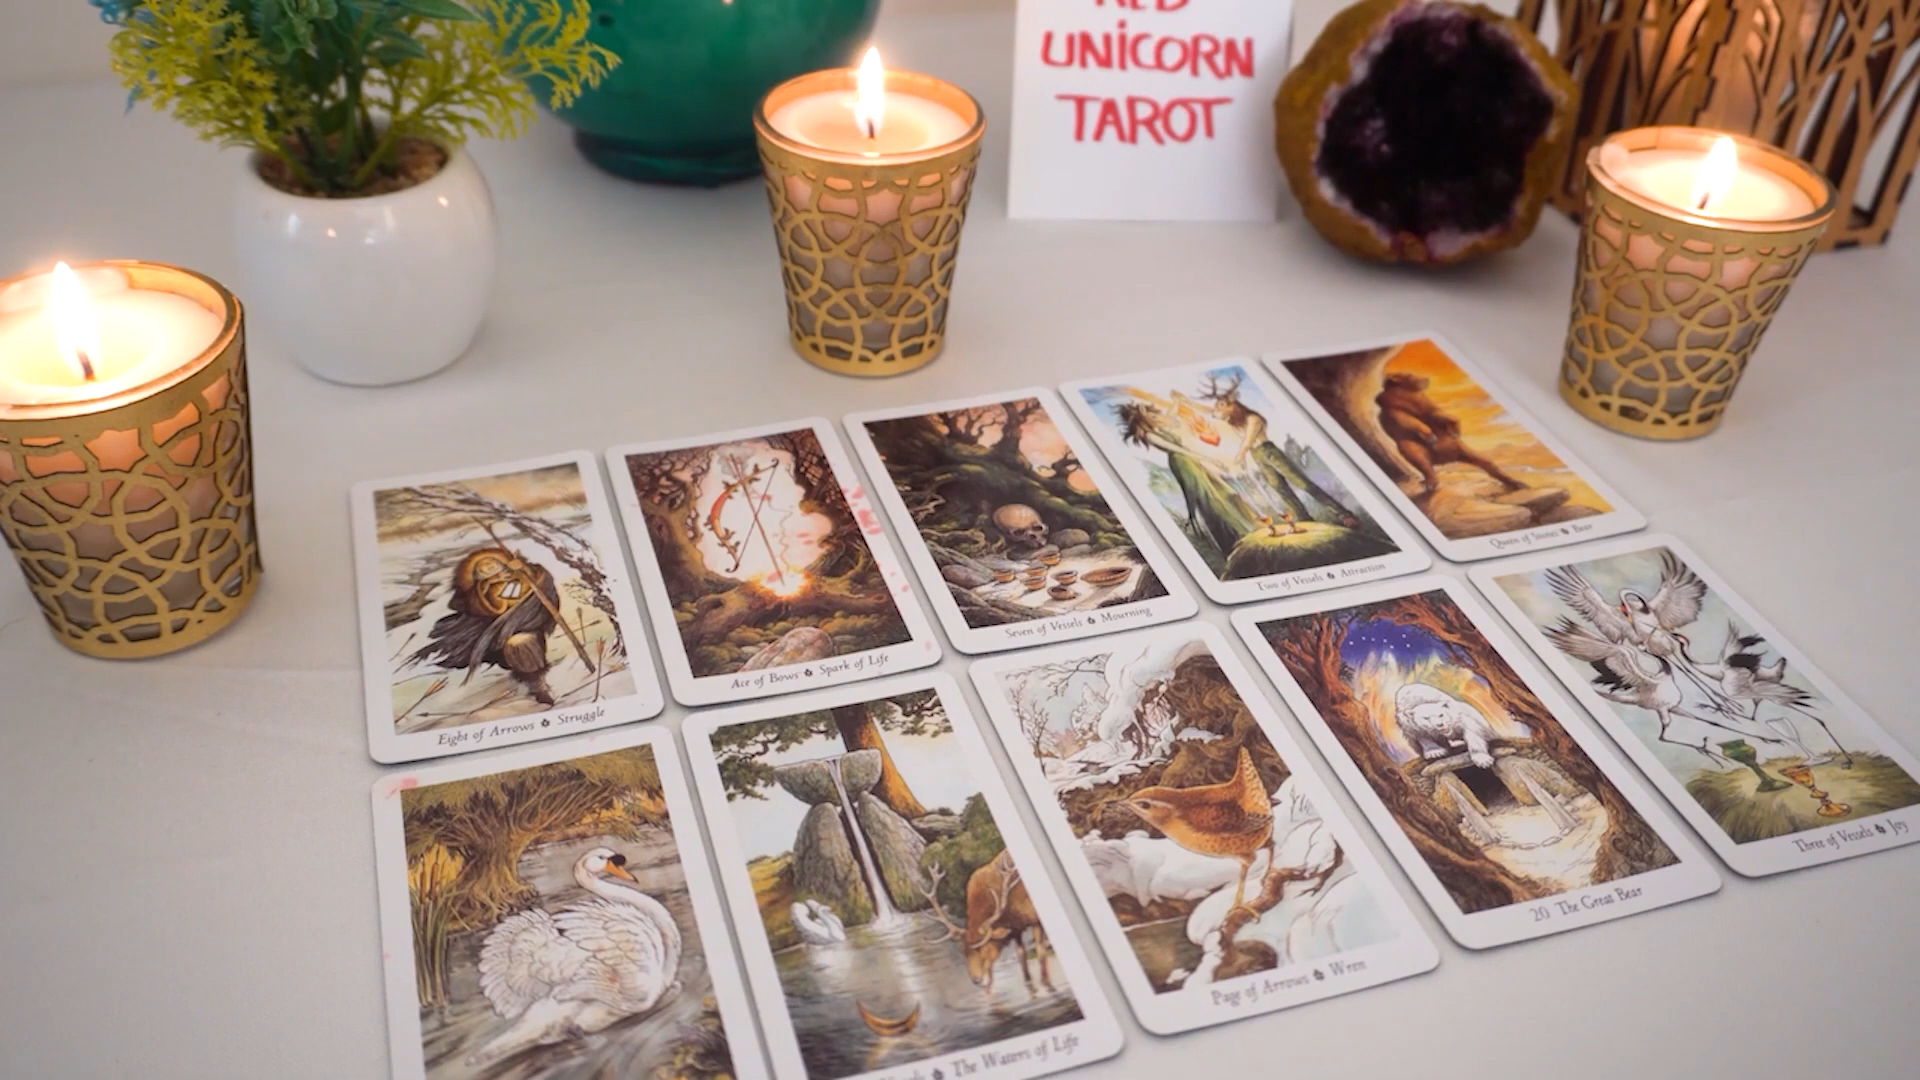 RED
UNICORN
TAROT
Queen of Stones Bear
Two of Vessels Attraction
Seven of Vessels Mourning
Ace of Bows Spark of Life
Eight of Arrows Struggle
Three of Vessels Joy
20 The Great Bear
Page of Arrows Wren
The Waters of Life